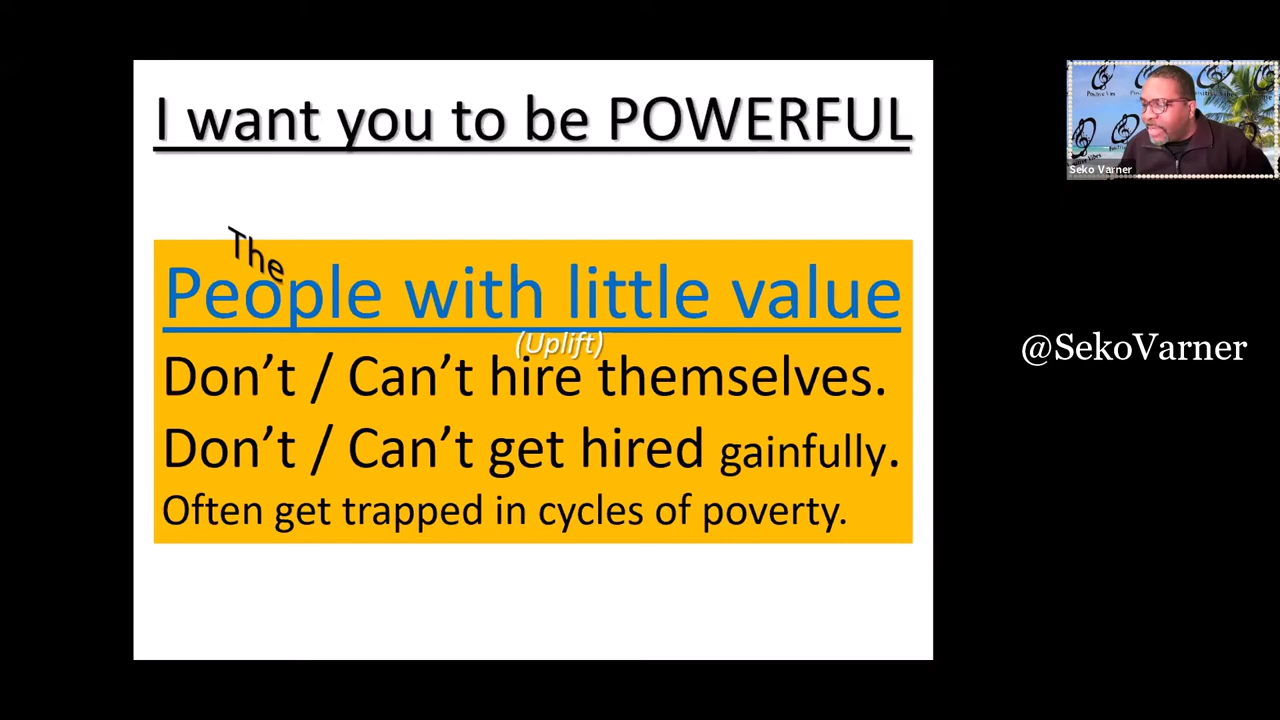 I want you to be POWERFUL
The
People with little value
(Uplift)
Don't / Can't hire themselves.
Don't / Can't get hired gainfully.
Often get trapped in cycles of poverty.
Seko Varner
@SekoVarner